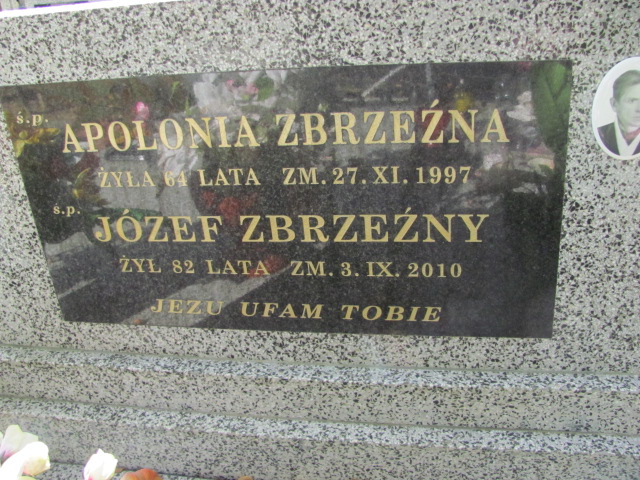 ś.p. APOLONIA ZBRZEŹNA
ŻYŁA 64 LATA ZM. 27. XI. 1997
ś.p. JÓZEF ZBRZEŹNY
ŻYŁ 82 LATA ZM. 3. IX. 2010
JEZU UFAM TOBIE